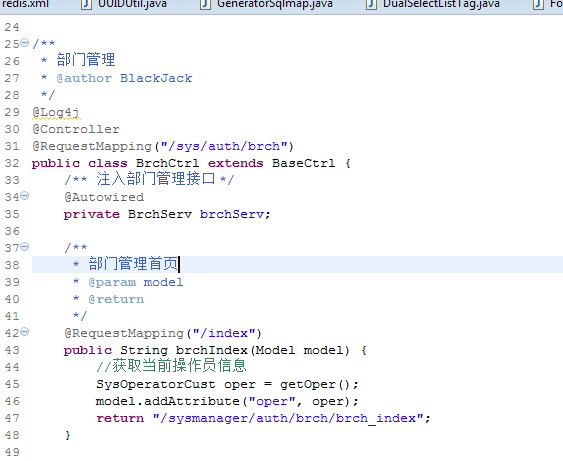 redis.xml UUIDUtil.java GeneratorSqlmap.java DualSelectListTag.java Fo
24
25 /**
26 * 部门管理
27 * @author BlackJack
28 */
29 @Log4j
30 @Controller
31 @RequestMapping("/sys/auth/brch")
32 public class BrchCtrl extends BaseCtrl {
33 /** 注入部门管理接口 */
34 @Autowired
35 private BrchServ brchServ;
36
37 /**
38 * 部门管理首页
39 * @param model
40 * @return
41 */
42 @RequestMapping("/index")
43 public String brchIndex(Model model) {
44 //获取当前操作员信息
45 SysOperatorCust oper = getOper();
46 model.addAttribute("oper", oper);
47 return "/sysmanager/auth/brch/brch_index";
48 }
49